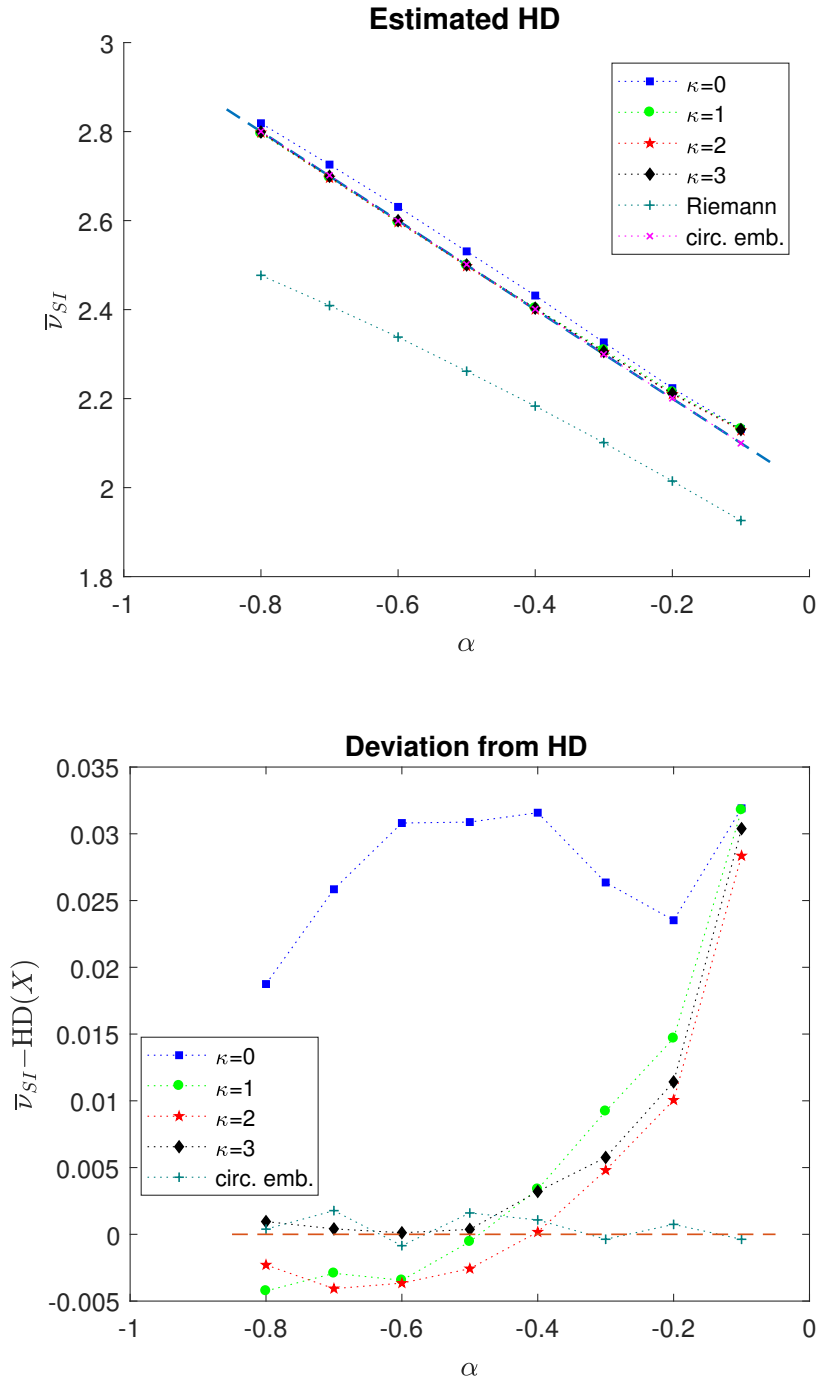 Estimated HD
3
2.8
2.6
2.4
2.2
2
1.8
ν̅_SI
κ=0
κ=1
κ=2
κ=3
Riemann
circ. emb.
-1 -0.8 -0.6 -0.4 -0.2 0
α
Deviation from HD
0.035
0.03
0.025
0.02
0.015
0.01
0.005
0
-0.005
ν̅_SI−HD(X)
κ=0
κ=1
κ=2
κ=3
circ. emb.
-1 -0.8 -0.6 -0.4 -0.2 0
α